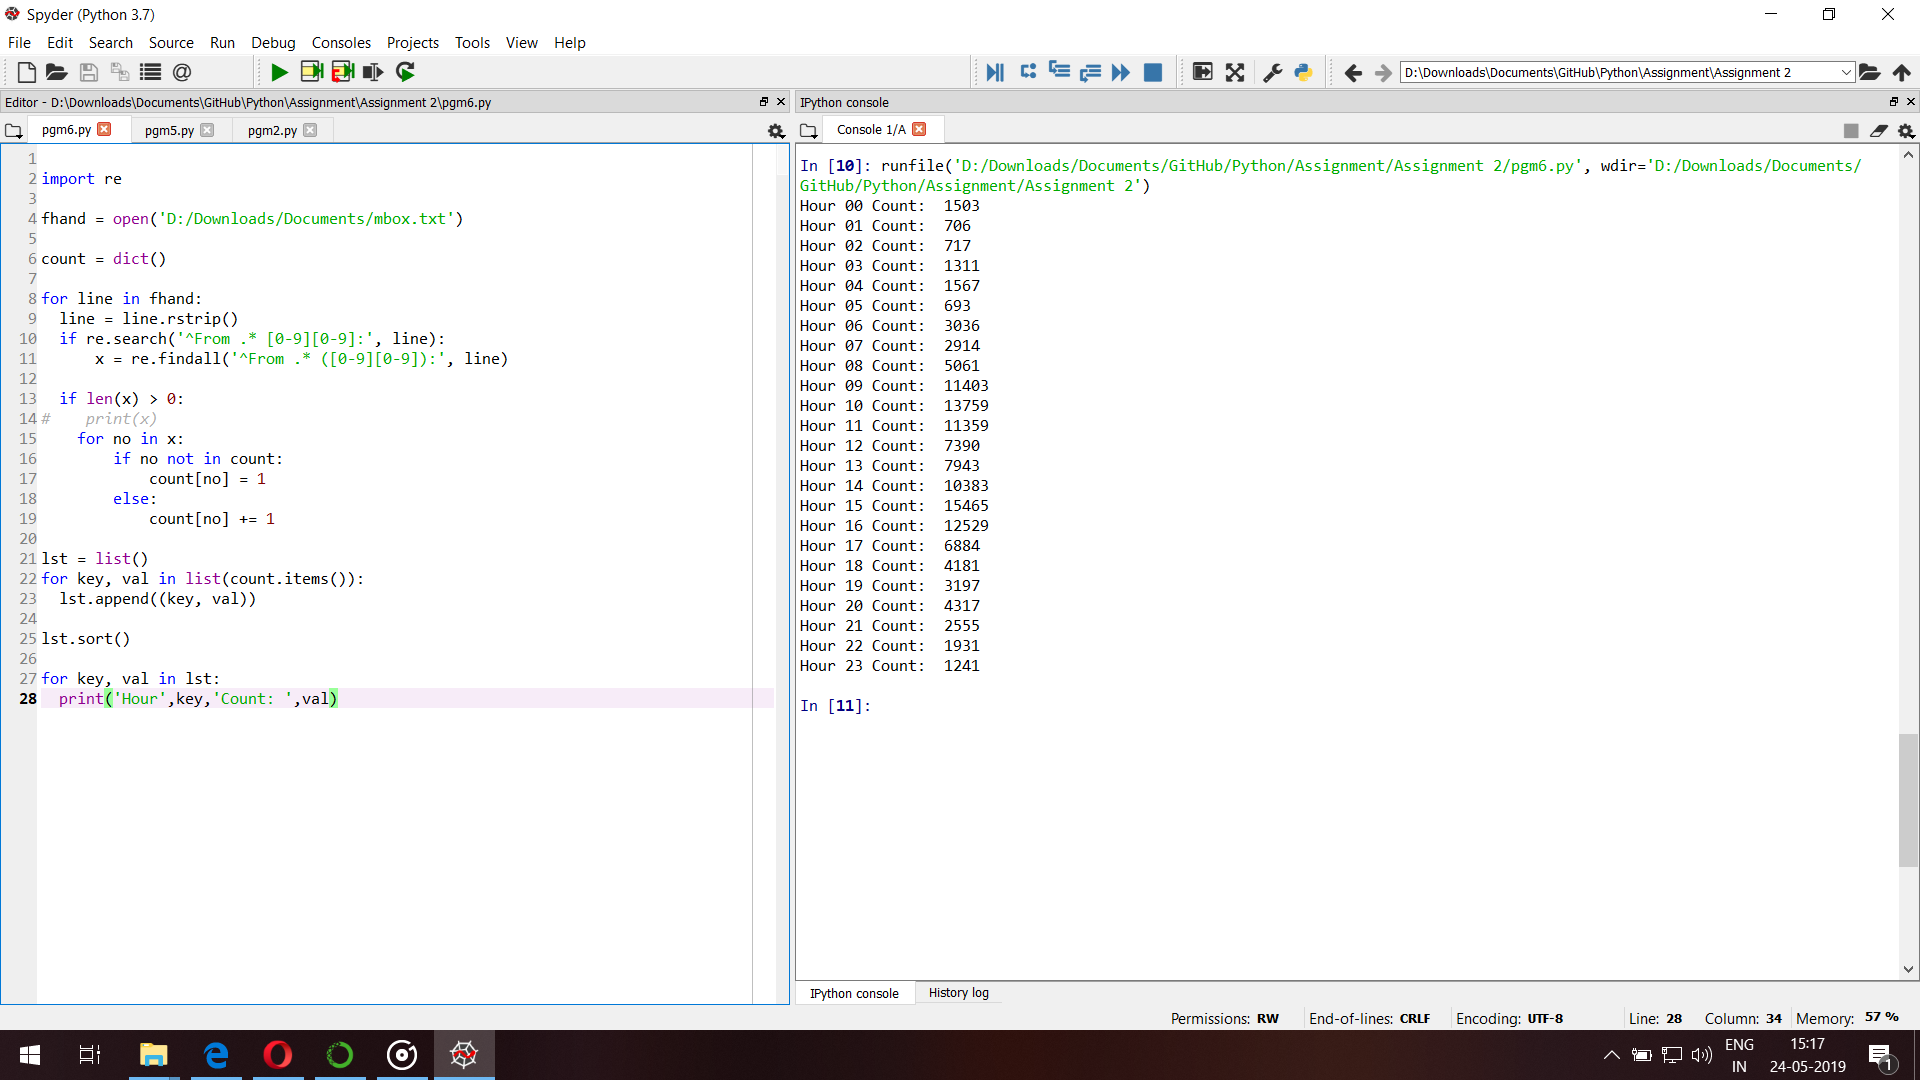 Spyder (Python 3.7)
File Edit Search Source Run Debug Consoles Projects Tools View Help
D:\Downloads\Documents\GitHub\Python\Assignment\Assignment 2
Editor - D:\Downloads\Documents\GitHub\Python\Assignment\Assignment 2\pgm6.py
pgm6.py pgm5.py pgm2.py
1
2 import re
3
4 fhand = open('D:/Downloads/Documents/mbox.txt')
5
6 count = dict()
7
8 for line in fhand:
9   line = line.rstrip()
10   if re.search('^From .* [0-9][0-9]:', line):
11       x = re.findall('^From .* ([0-9][0-9]):', line)
12
13   if len(x) > 0:
14 #    print(x)
15     for no in x:
16         if no not in count:
17             count[no] = 1
18         else:
19             count[no] += 1
20
21 lst = list()
22 for key, val in list(count.items()):
23   lst.append((key, val))
24
25 lst.sort()
26
27 for key, val in lst:
28   print('Hour',key,'Count: ',val)
IPython console
Console 1/A
In [10]: runfile('D:/Downloads/Documents/GitHub/Python/Assignment/Assignment 2/pgm6.py', wdir='D:/Downloads/Documents/
GitHub/Python/Assignment/Assignment 2')
Hour 00 Count:  1503
Hour 01 Count:  706
Hour 02 Count:  717
Hour 03 Count:  1311
Hour 04 Count:  1567
Hour 05 Count:  693
Hour 06 Count:  3036
Hour 07 Count:  2914
Hour 08 Count:  5061
Hour 09 Count:  11403
Hour 10 Count:  13759
Hour 11 Count:  11359
Hour 12 Count:  7390
Hour 13 Count:  7943
Hour 14 Count:  10383
Hour 15 Count:  15465
Hour 16 Count:  12529
Hour 17 Count:  6884
Hour 18 Count:  4181
Hour 19 Count:  3197
Hour 20 Count:  4317
Hour 21 Count:  2555
Hour 22 Count:  1931
Hour 23 Count:  1241
In [11]:
IPython console History log
Permissions: RW End-of-lines: CRLF Encoding: UTF-8 Line: 28 Column: 34 Memory: 57 %
ENG
IN
15:17
24-05-2019
1